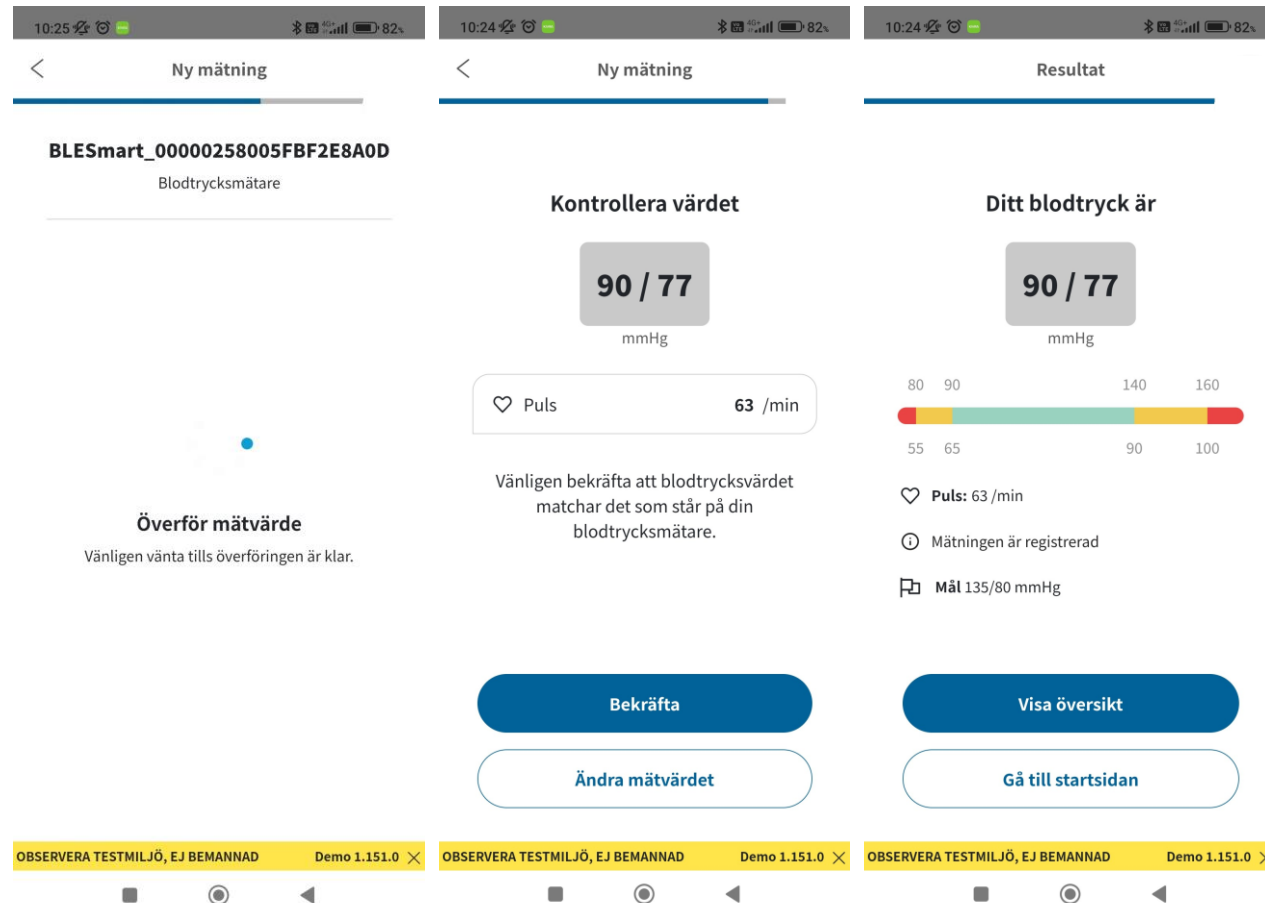 10:25
4G+
82%
Ny mätning
BLESmart_00000258005FBF2E8A0D
Blodtrycksmätare
Överför mätvärde
Vänligen vänta tills överföringen är klar.
OBSERVERA TESTMILJÖ, EJ BEMANNAD Demo 1.151.0
10:24
4G+
82%
Ny mätning
Kontrollera värdet
90 / 77
mmHg
Puls 63 /min
Vänligen bekräfta att blodtrycksvärdet
matchar det som står på din
blodtrycksmätare.
Bekräfta
Ändra mätvärdet
OBSERVERA TESTMILJÖ, EJ BEMANNAD Demo 1.151.0
10:24
4G+
82%
Resultat
Ditt blodtryck är
90 / 77
mmHg
80 90 140 160
55 65 90 100
Puls: 63 /min
Mätningen är registrerad
Mål 135/80 mmHg
Visa översikt
Gå till startsidan
OBSERVERA TESTMILJÖ, EJ BEMANNAD Demo 1.151.0